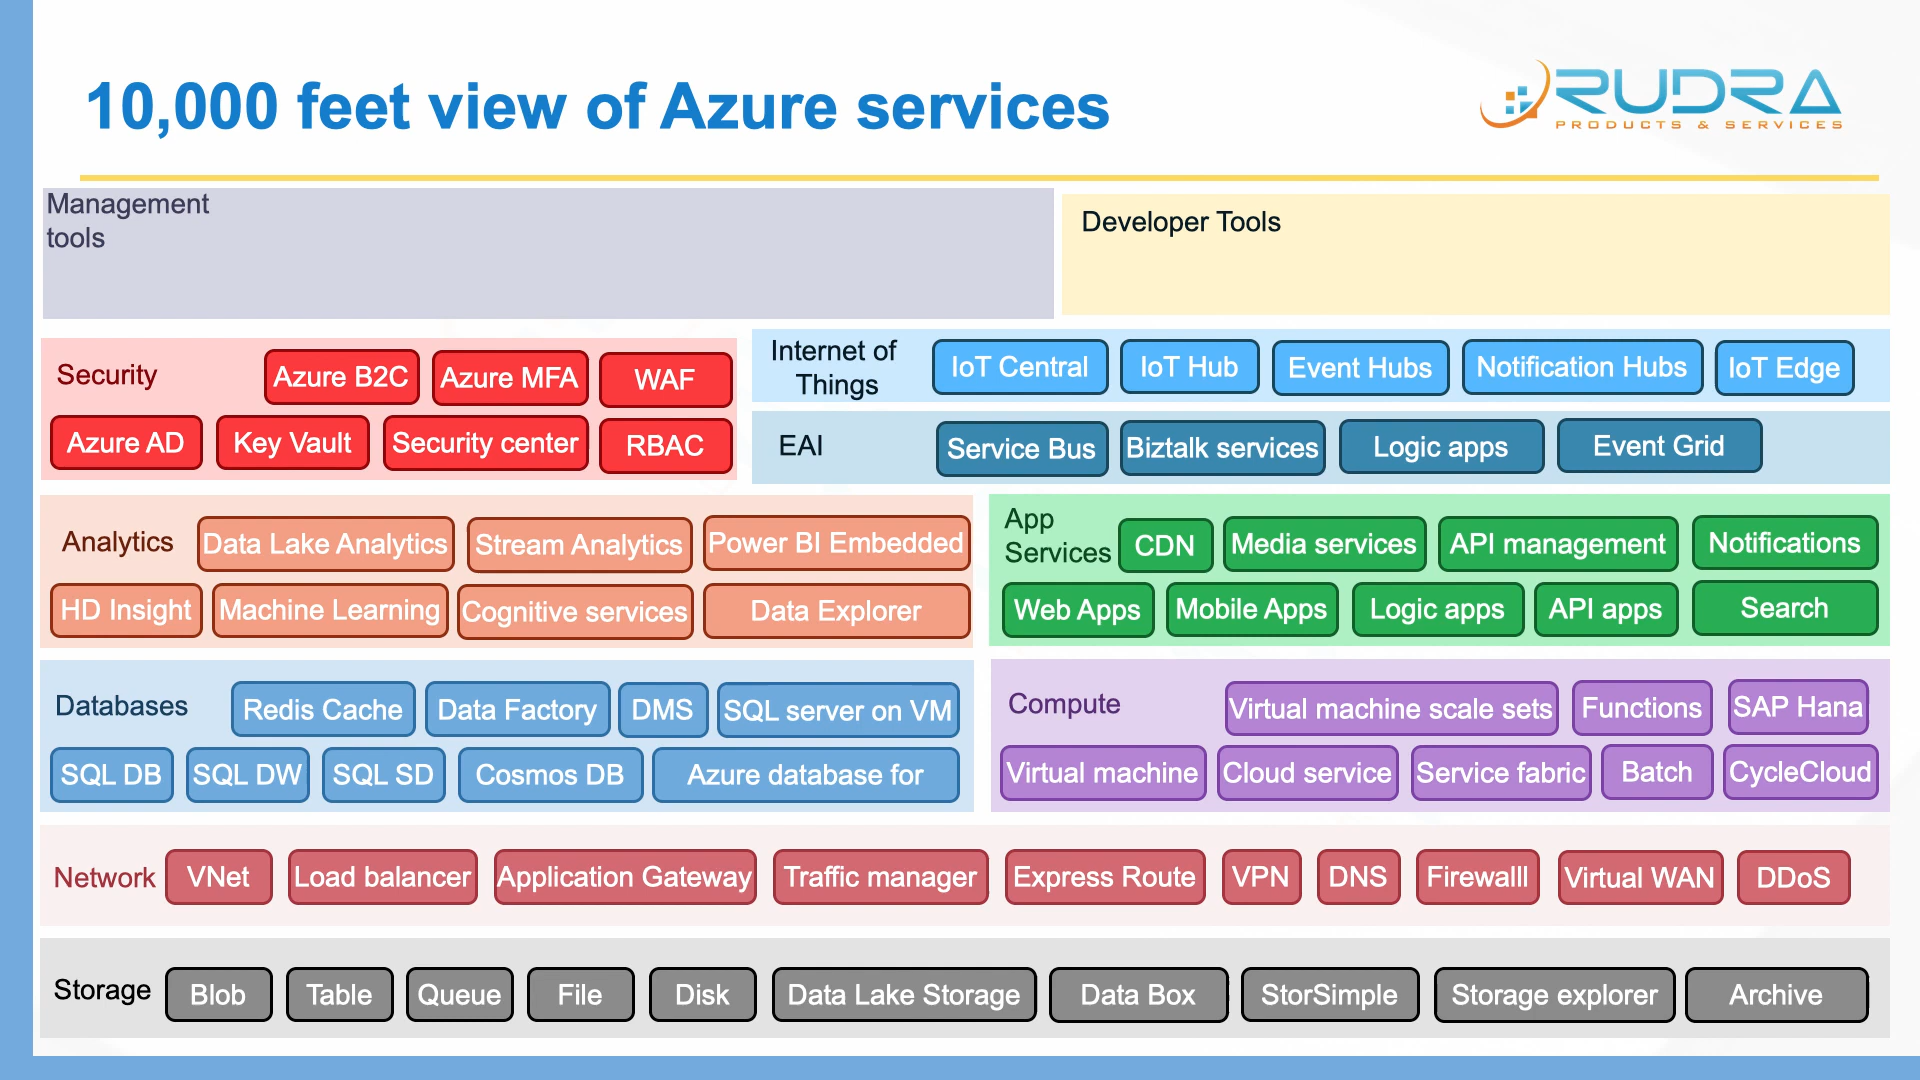 10,000 feet view of Azure services
RUDRA
PRODUCTS & SERVICES
Management
tools
Developer Tools
Security
Azure B2C
Azure MFA
WAF
Azure AD
Key Vault
Security center
RBAC
Internet of
Things
IoT Central
IoT Hub
Event Hubs
Notification Hubs
IoT Edge
EAI
Service Bus
Biztalk services
Logic apps
Event Grid
Analytics
Data Lake Analytics
Stream Analytics
Power BI Embedded
HD Insight
Machine Learning
Cognitive services
Data Explorer
App
Services
CDN
Media services
API management
Notifications
Web Apps
Mobile Apps
Logic apps
API apps
Search
Databases
Redis Cache
Data Factory
DMS
SQL server on VM
SQL DB
SQL DW
SQL SD
Cosmos DB
Azure database for
Compute
Virtual machine scale sets
Functions
SAP Hana
Virtual machine
Cloud service
Service fabric
Batch
CycleCloud
Network
VNet
Load balancer
Application Gateway
Traffic manager
Express Route
VPN
DNS
Firewalll
Virtual WAN
DDoS
Storage
Blob
Table
Queue
File
Disk
Data Lake Storage
Data Box
StorSimple
Storage explorer
Archive